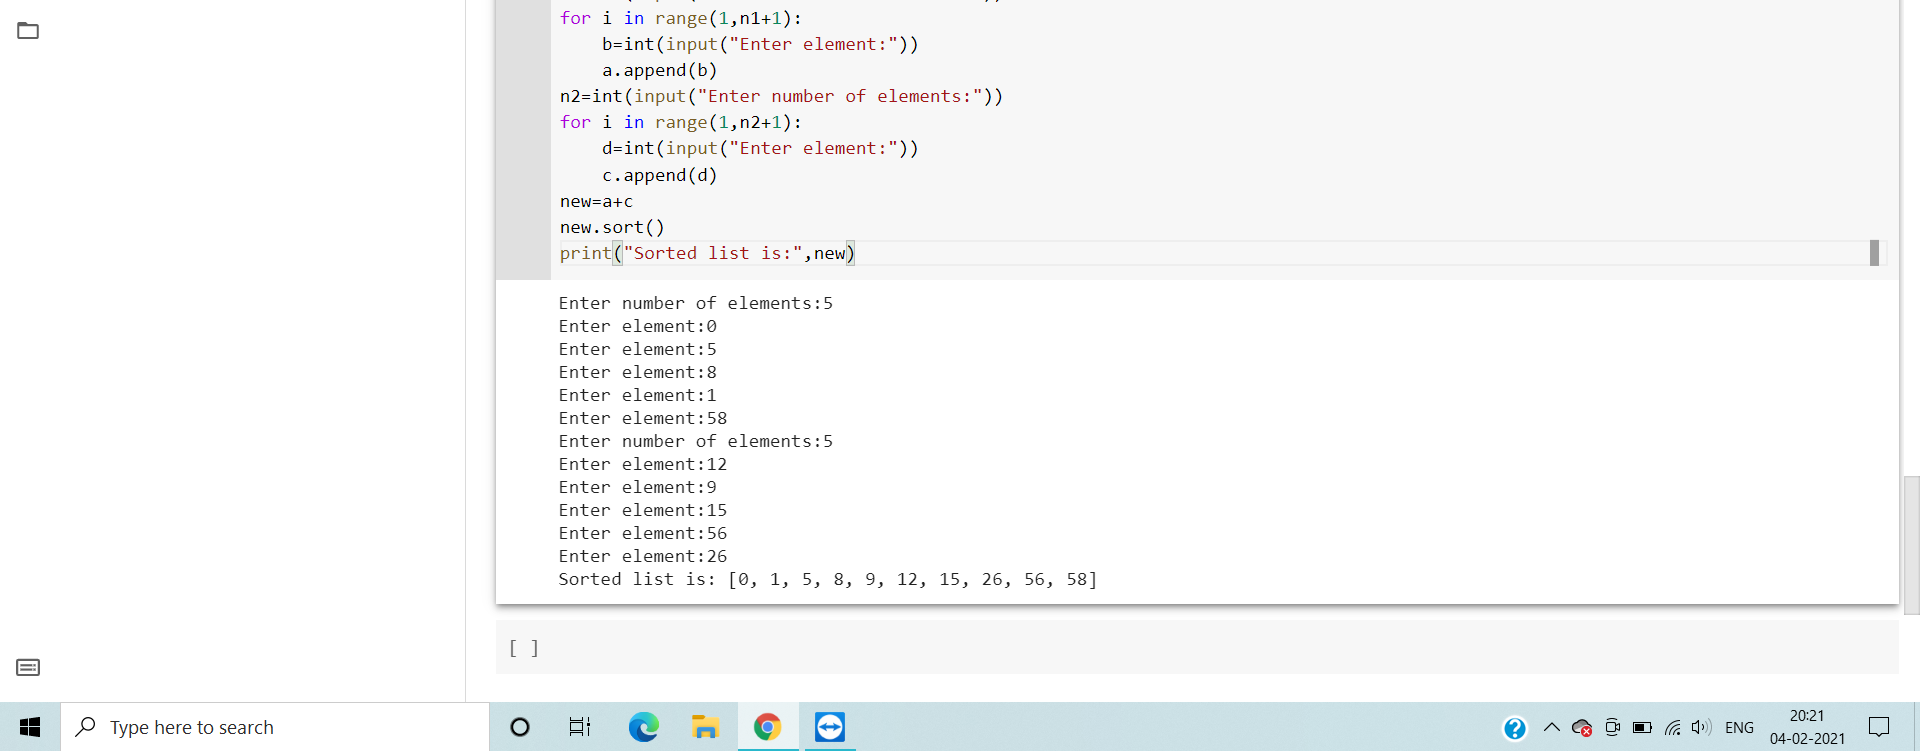 for i in range(1,n1+1):
    b=int(input("Enter element:"))
    a.append(b)
n2=int(input("Enter number of elements:"))
for i in range(1,n2+1):
    d=int(input("Enter element:"))
    c.append(d)
new=a+c
new.sort()
print("Sorted list is:",new)
Enter number of elements:5
Enter element:0
Enter element:5
Enter element:8
Enter element:1
Enter element:58
Enter number of elements:5
Enter element:12
Enter element:9
Enter element:15
Enter element:56
Enter element:26
Sorted list is: [0, 1, 5, 8, 9, 12, 15, 26, 56, 58]
[ ]
Type here to search
ENG
20:21
04-02-2021